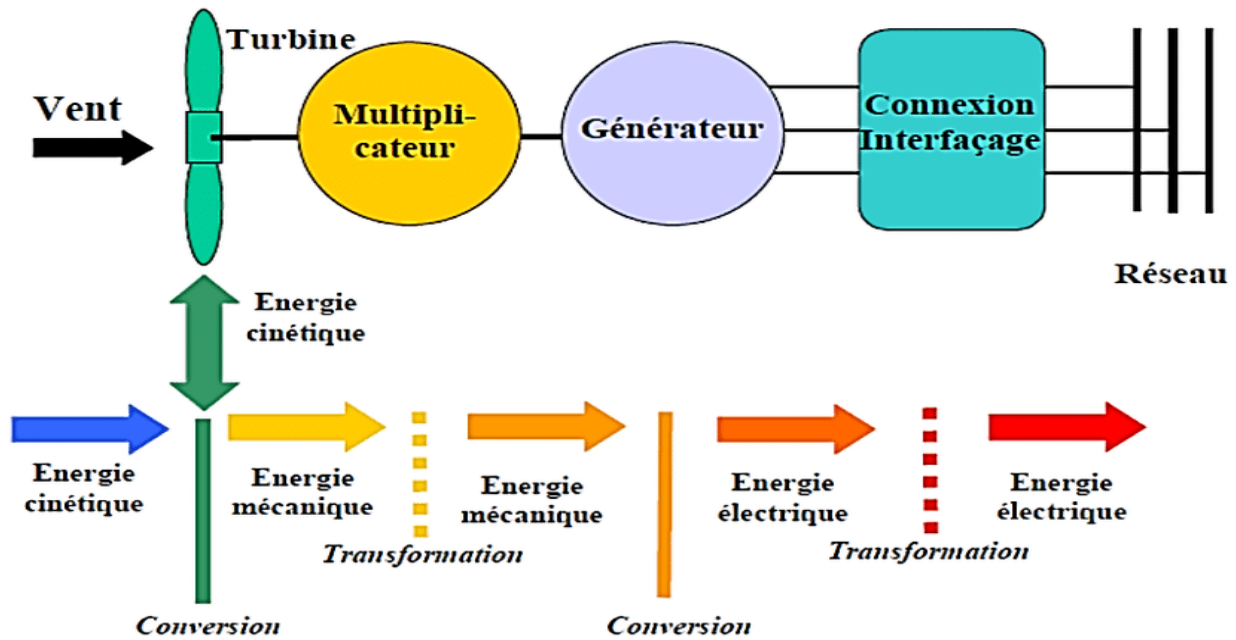 Turbine
Vent
Multipli-
cateur
Générateur
Connexion
Interfaçage
Réseau
Energie
cinétique
Energie
cinétique
Energie
mécanique
Transformation
Energie
mécanique
Energie
électrique
Transformation
Energie
électrique
Conversion
Conversion